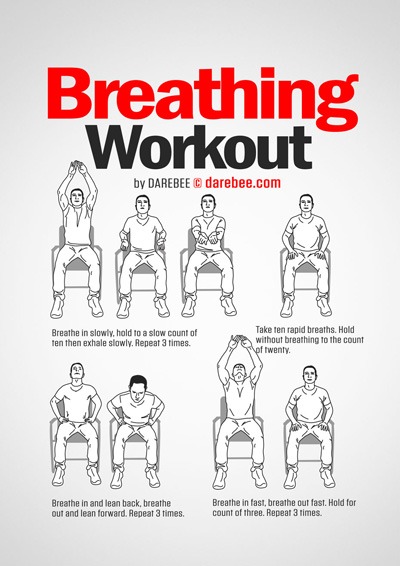 Breathing
Workout
by DAREBEE © darebee.com
Breathe in slowly, hold to a slow count of
ten then exhale slowly. Repeat 3 times.
Take ten rapid breaths. Hold
without breathing to the count
of twenty.
Breathe in and lean back, breathe
out and lean forward. Repeat 3 times.
Breathe in fast, breathe out fast. Hold for
count of three. Repeat 3 times.